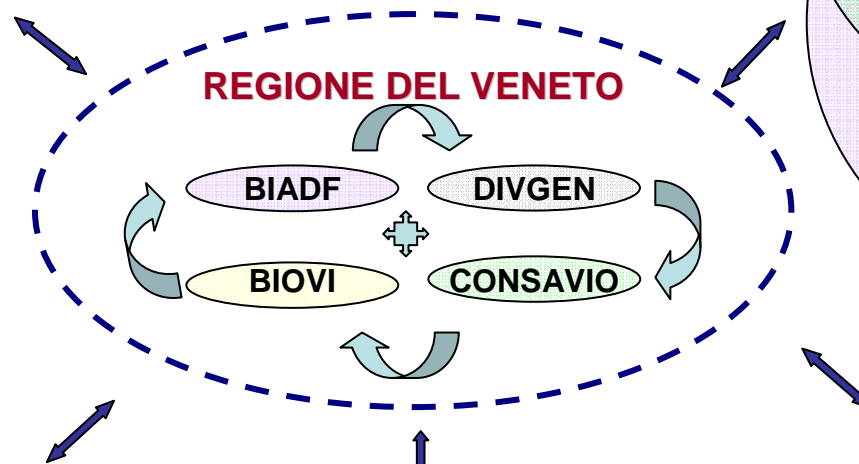 REGIONE DEL VENETO
BIADF DIVGEN
BIOVI CONSAVIO